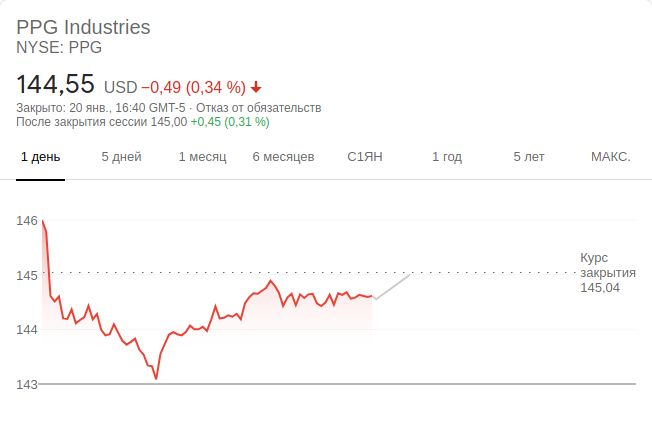 PPG Industries
NYSE: PPG
144,55 USD −0,49 (0,34 %)
Закрыто: 20 янв., 16:40 GMT-5 · Отказ от обязательств
После закрытия сессии 145,00 +0,45 (0,31 %)
1 день 5 дней 1 месяц 6 месяцев С1ЯН 1 год 5 лет МАКС.
146
Курс
145 закрытия
145,04
144
143